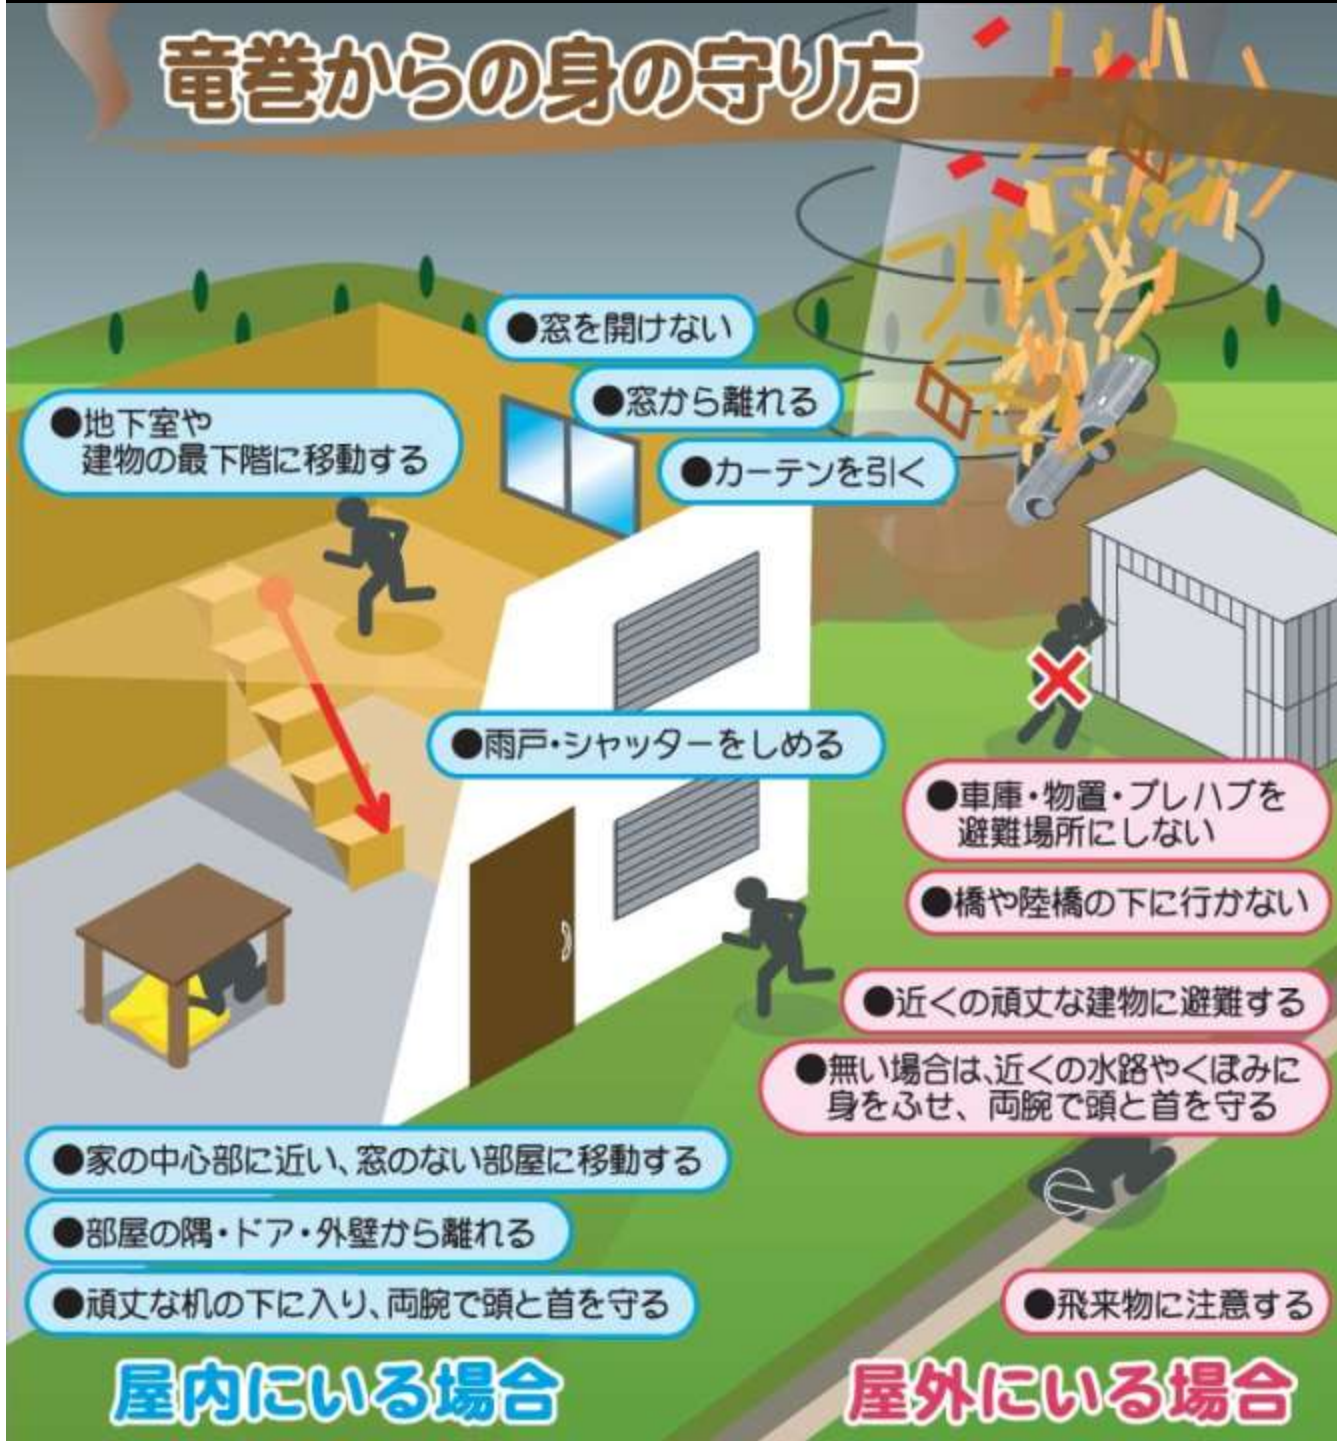 竜巻からの身の守り方
●窓を開けない
●窓から離れる
●カーテンを引く
●地下室や
建物の最下階に移動する
●雨戸・シャッターをしめる
●家の中心部に近い、窓のない部屋に移動する
●部屋の隅・ドア・外壁から離れる
●頑丈な机の下に入り、両腕で頭と首を守る
屋内にいる場合
●車庫・物置・プレハブを
避難場所にしない
●橋や陸橋の下に行かない
●近くの頑丈な建物に避難する
●無い場合は、近くの水路やくぼみに
身をふせ、両腕で頭と首を守る
●飛来物に注意する
屋外にいる場合